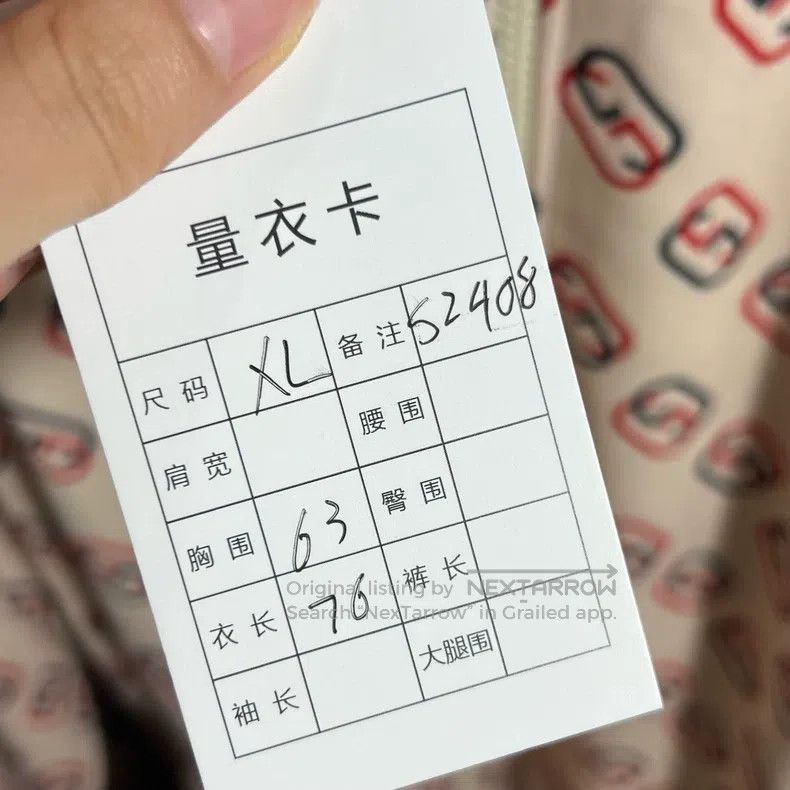 量衣卡
尺码 XL 备注 52408
肩宽 腰围
胸围 63 臀围
衣长 76 裤长
袖长 大腿围
Original listing by NEXTARROW
Search "NexTarrow" in Grailed app.